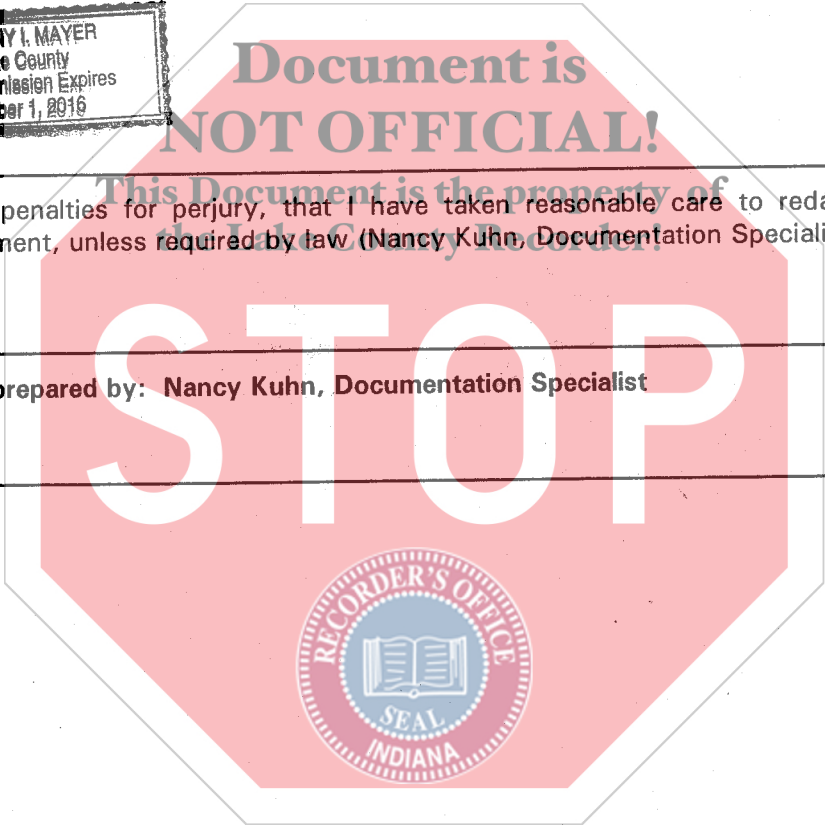 Y I. MAYER
e County
mission Expires
ber 1, 2016
Document is
NOT OFFICIAL!
This Document is the property of
the Lake County Recorder!
penalties for perjury, that I have taken reasonable care to reda
ment, unless required by law (Nancy Kuhn, Documentation Speciali
STOP
prepared by: Nancy Kuhn, Documentation Specialist
RECORDER'S OFFICE
SEAL
INDIANA